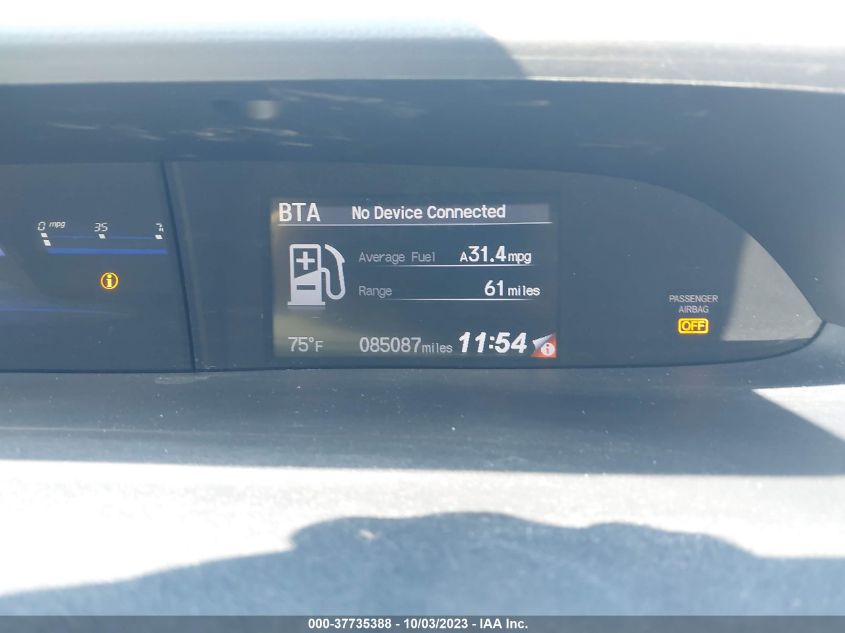 0 mpg 35
BTA No Device Connected
Average Fuel A31.4mpg
Range 61 miles
75°F 085087miles 11:54
PASSENGER
AIRBAG
OFF
000-37735388 - 10/03/2023 - IAA Inc.